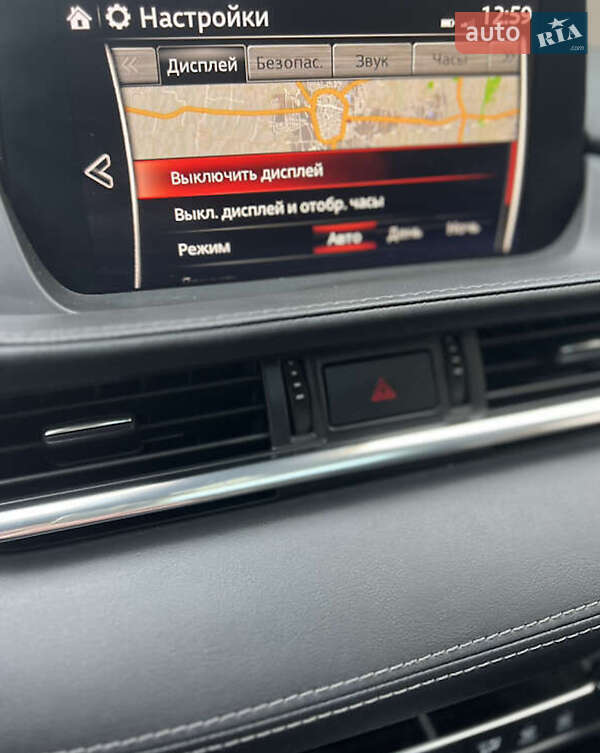 Настройки
12:59
auto RIA .com
Дисплей Безопас. Звук Часы
Выключить дисплей
Выкл. дисплей и отобр. часы
Режим Авто День Ночь